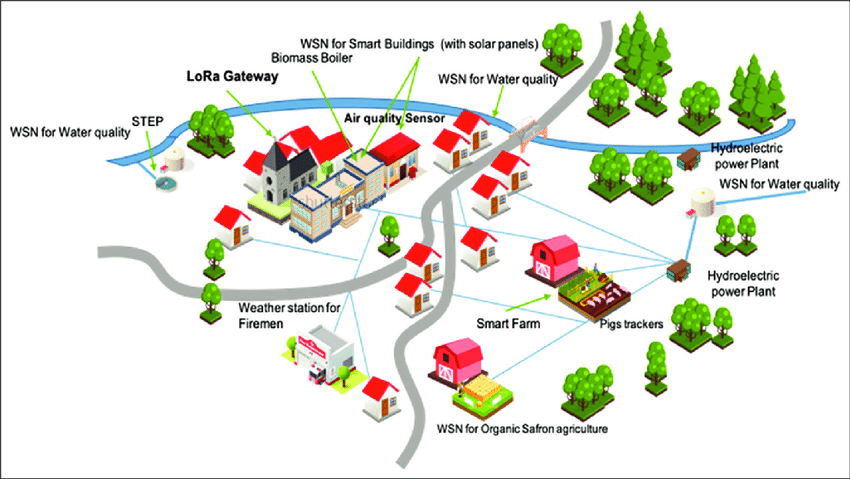 WSN for Smart Buildings (with solar panels)
Biomass Boiler
LoRa Gateway
WSN for Water quality
Air quality Sensor
STEP
WSN for Water quality
Hydroelectric
power Plant
WSN for Water quality
Hydroelectric
power Plant
Weather station for
Firemen
Smart Farm
Pigs trackers
WSN for Organic Safron agriculture